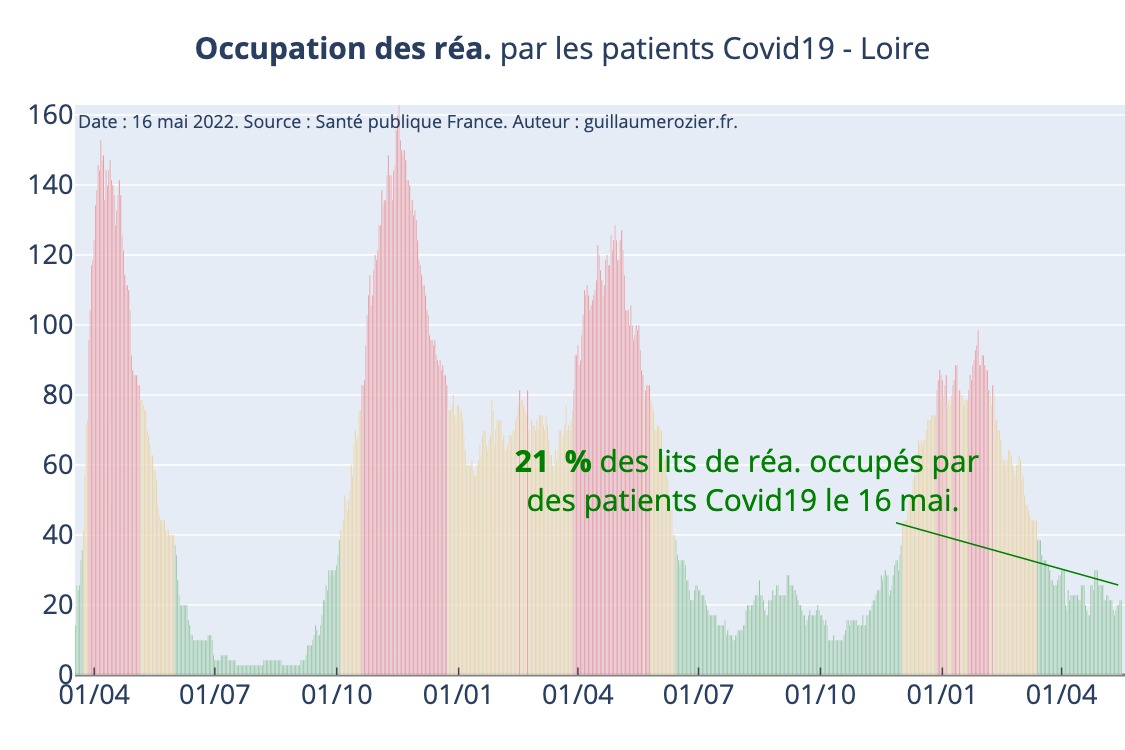 Occupation des réa. par les patients Covid19 - Loire
160
Date : 16 mai 2022. Source : Santé publique France. Auteur : guillaumerozier.fr.
140
120
100
80
60
21 % des lits de réa. occupés par
des patients Covid19 le 16 mai.
40
20
0
01/04 01/07 01/10 01/01 01/04 01/07 01/10 01/01 01/04